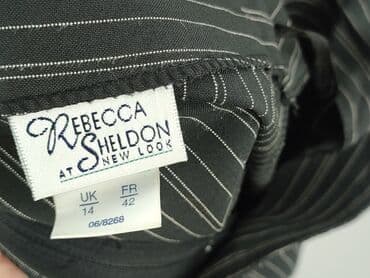 REBECCA
SHELDON
AT NEW LOOK
UK FR
14 42
06/8268